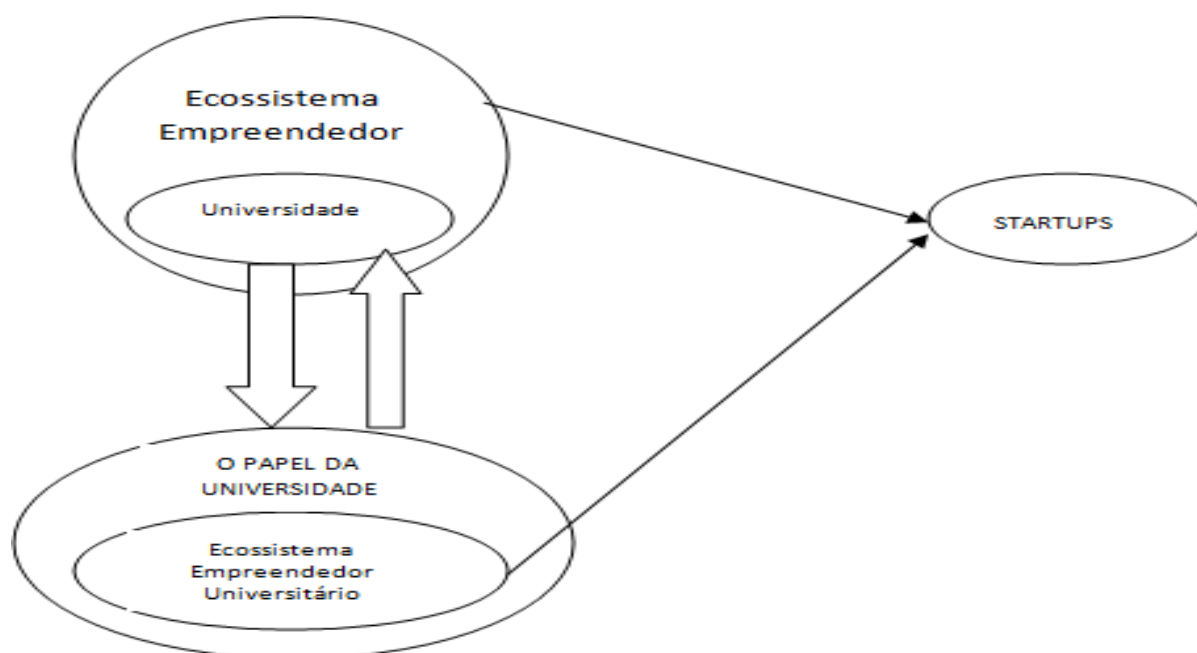 Ecossistema
Empreendedor
Universidade
STARTUPS
O PAPEL DA
UNIVERSIDADE
Ecossistema
Empreendedor
Universitário